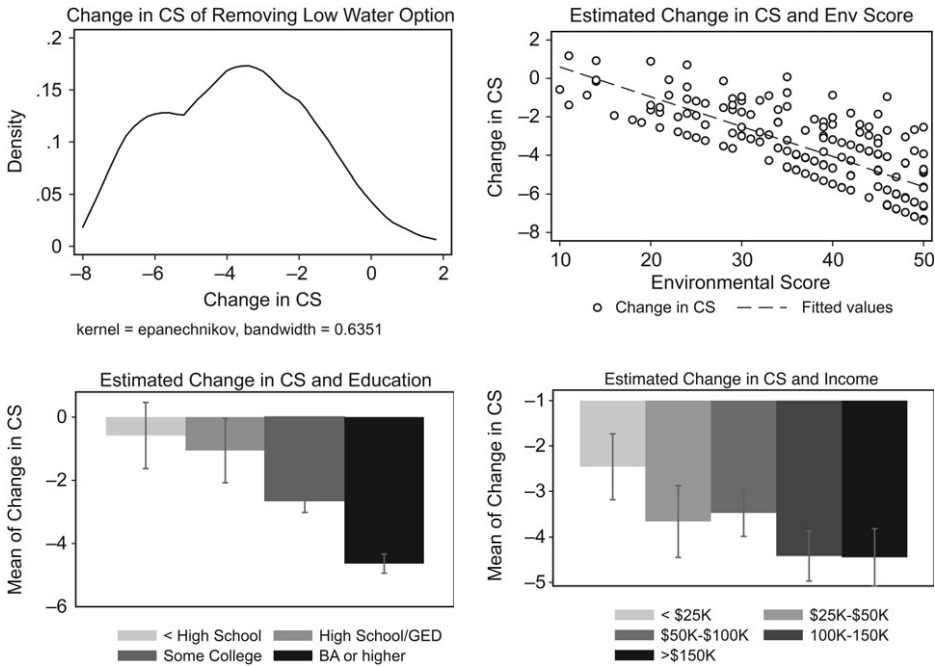 Change in CS of Removing Low Water Option
.2
.15
.1
.05
0
Density
–8 –6 –4 –2 0 2
Change in CS
kernel = epanechnikov, bandwidth = 0.6351
Estimated Change in CS and Env Score
2
0
–2
–4
–6
–8
Change in CS
10 20 30 40 50
Environmental Score
Change in CS Fitted values
Estimated Change in CS and Education
0
–2
–4
–6
Mean of Change in CS
< High School High School/GED
Some College BA or higher
Estimated Change in CS and Income
–1
–2
–3
–4
–5
Mean of Change in CS
< $25K $25K-$50K
$50K-$100K 100K-150K
>$150K